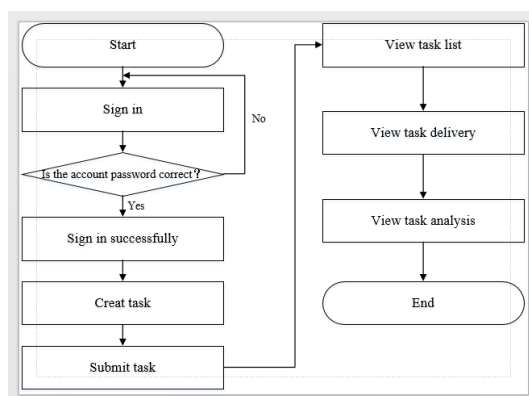 Start
Sign in
No
Is the account password correct?
Yes
Sign in successfully
Creat task
Submit task
View task list
View task delivery
View task analysis
End